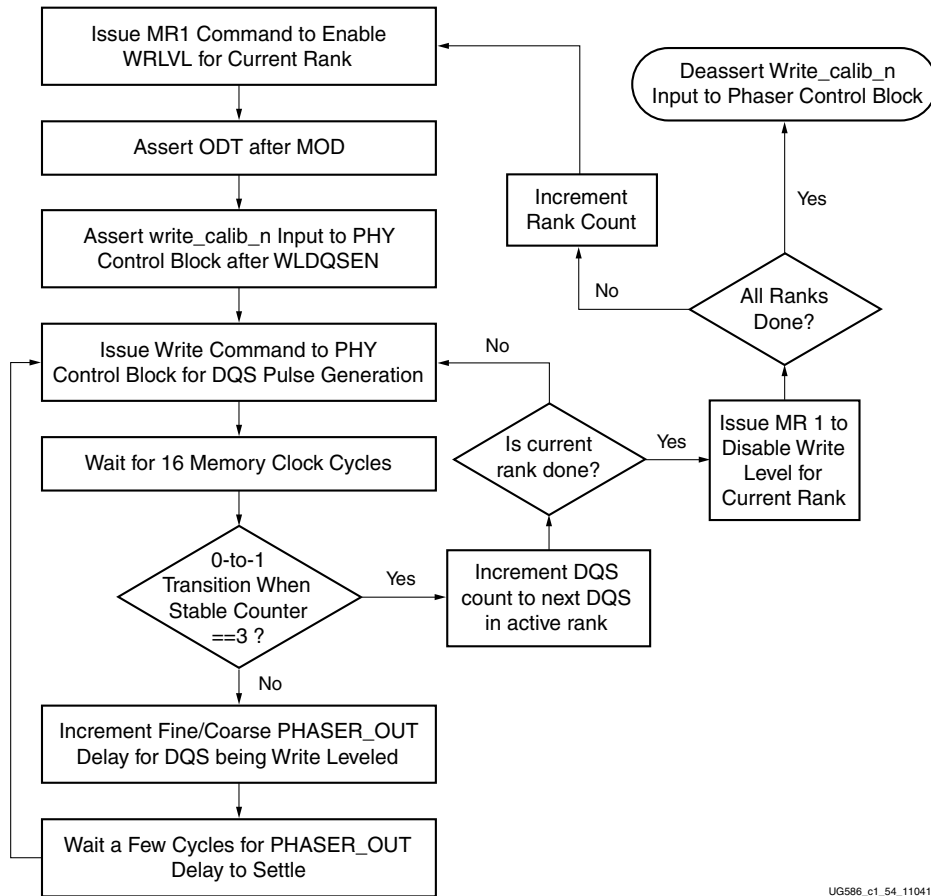 Issue MR1 Command to Enable
WRLVL for Current Rank
Assert ODT after MOD
Assert write_calib_n Input to PHY
Control Block after WLDQSEN
Issue Write Command to PHY
Control Block for DQS Pulse Generation
Wait for 16 Memory Clock Cycles
0-to-1
Transition When
Stable Counter
==3 ?
Yes
No
Increment Fine/Coarse PHASER_OUT
Delay for DQS being Write Leveled
Wait a Few Cycles for PHASER_OUT
Delay to Settle
Increment DQS
count to next DQS
in active rank
Is current
rank done?
No
Yes
Issue MR 1 to
Disable Write
Level for
Current Rank
All Ranks
Done?
No
Yes
Increment
Rank Count
Deassert Write_calib_n
Input to Phaser Control Block
UG586_c1_54_11041